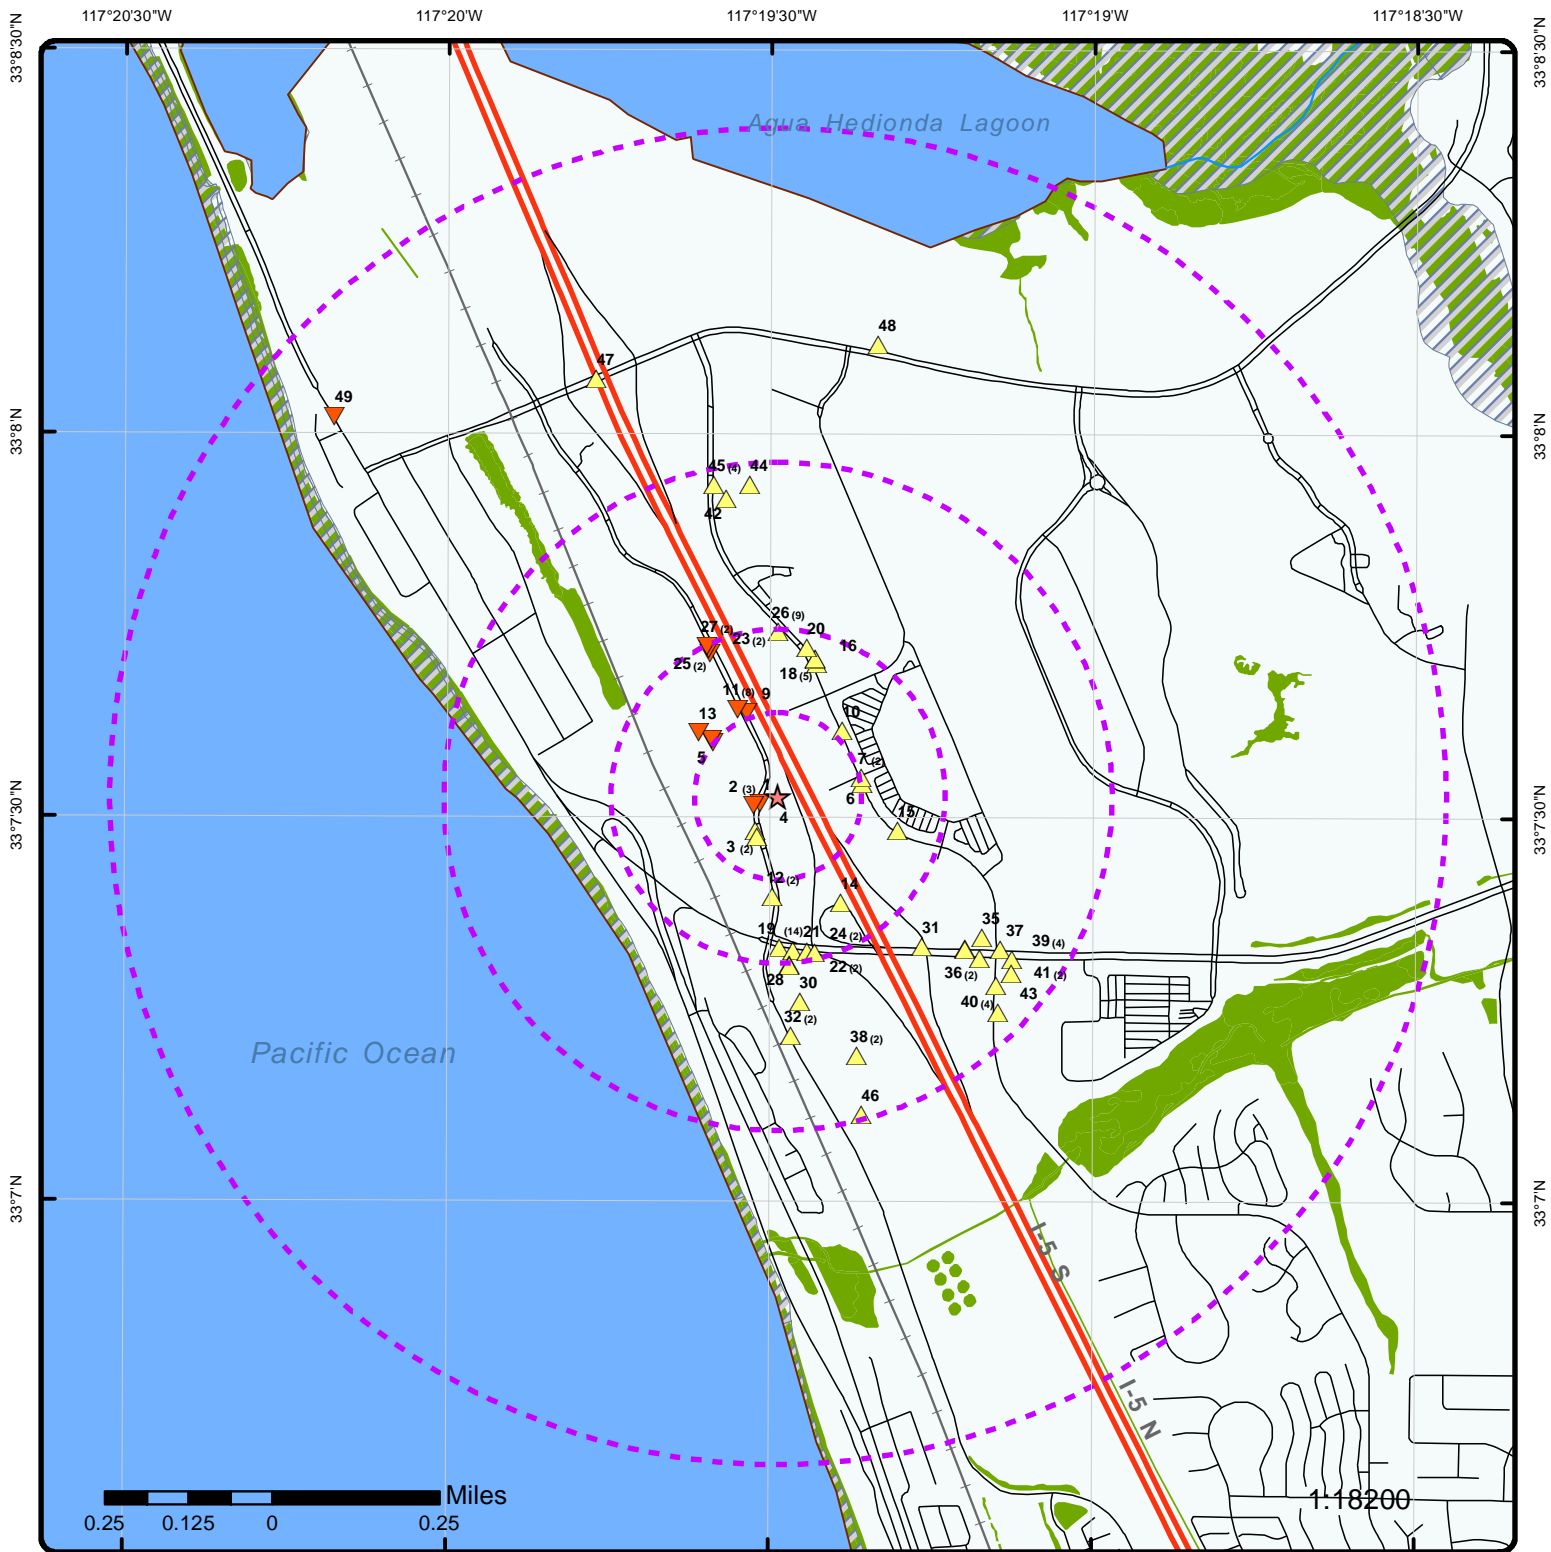 117°20'30"W 117°20'W 117°19'30"W 117°19'W 117°18'30"W
33°8'30"N 33°8'30"N
Agua Hedionda Lagoon
48
47
49
33°8'N 33°8'N
45 (4) 44
42
26 (9)
27 (2) 23 (2) 20
16
25 (2) 18 (5)
11 (8) 9
13 10
5 7 (2)
2 (3) 1 6
4 15
33°7'30"N 33°7'30"N
3 (2)
12 (2) 14
19 (14) 21 24 (2) 31 35 37 39 (4)
28 22 (2) 36 (2) 41 (2)
30 40 (4) 43
32 (2)
38 (2)
Pacific Ocean
46
33°7'N 33°7'N
I-5 S
I-5 N
Miles
1:18200
0.25 0.125 0 0.25